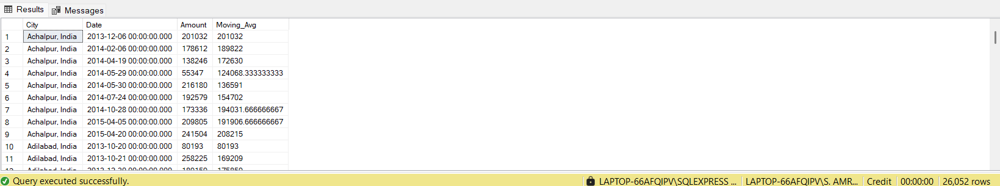 Results Messages
City Date Amount Moving_Avg
1 Achalpur, India 2013-12-06 00:00:00.000 201032 201032
2 Achalpur, India 2014-02-06 00:00:00.000 178612 189822
3 Achalpur, India 2014-04-19 00:00:00.000 138246 172630
4 Achalpur, India 2014-05-29 00:00:00.000 55347 124068.333333333
5 Achalpur, India 2014-05-30 00:00:00.000 216180 136591
6 Achalpur, India 2014-07-24 00:00:00.000 192579 154702
7 Achalpur, India 2014-10-28 00:00:00.000 173336 194031.666666667
8 Achalpur, India 2015-04-05 00:00:00.000 209805 191906.666666667
9 Achalpur, India 2015-04-20 00:00:00.000 241504 208215
10 Adilabad, India 2013-10-20 00:00:00.000 80193 80193
11 Adilabad, India 2013-10-21 00:00:00.000 258225 169209
Adilabad, India
Query executed successfully. LAPTOP-66AFQIPV\SQLEXPRESS ... LAPTOP-66AFQIPV\S. AMR... Credit 00:00:00 26,052 rows